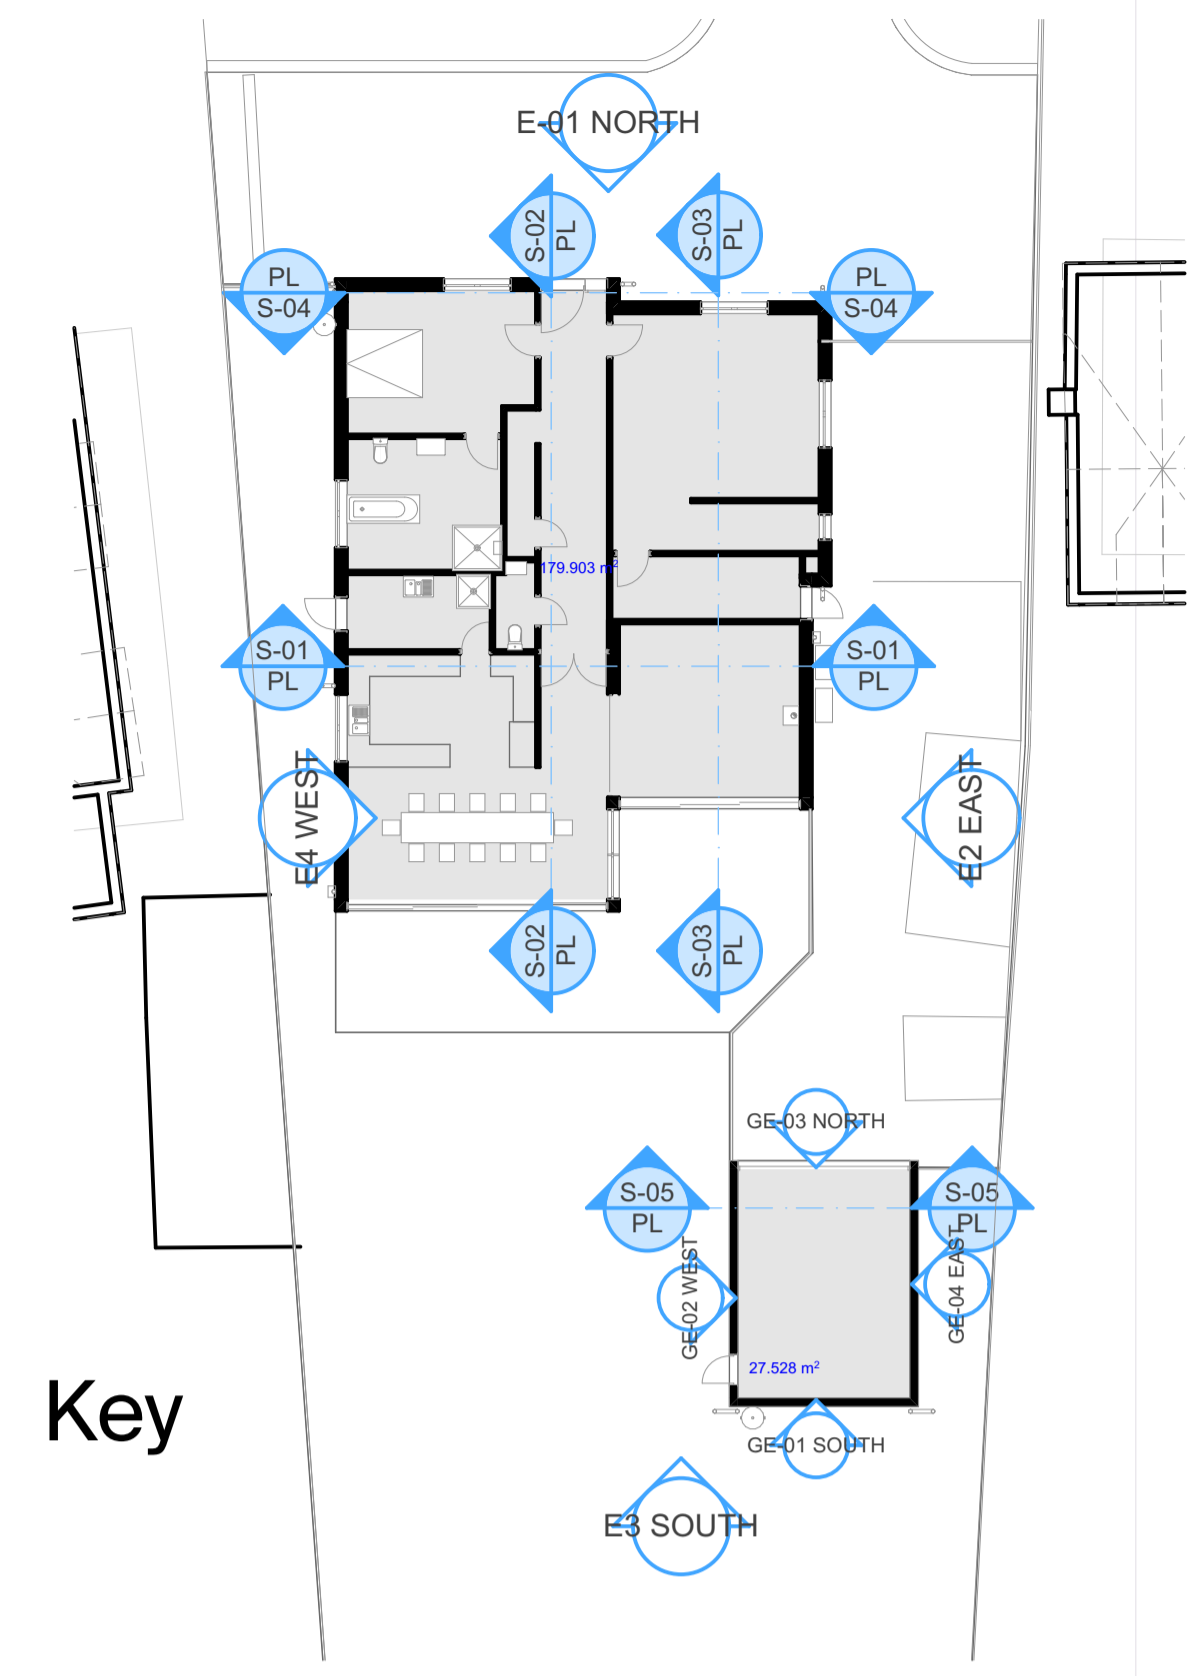 E-01 NORTH
S-02
PL
S-03
PL
PL
S-04
PL
S-04
179.903 m²
S-01
PL
S-01
PL
E4 WEST
E2 EAST
S-02
PL
S-03
PL
GE-03 NORTH
S-05
PL
S-05
PL
GE-02 WEST
GE-04 EAST
27.528 m²
Key
GE-01 SOUTH
E3 SOUTH